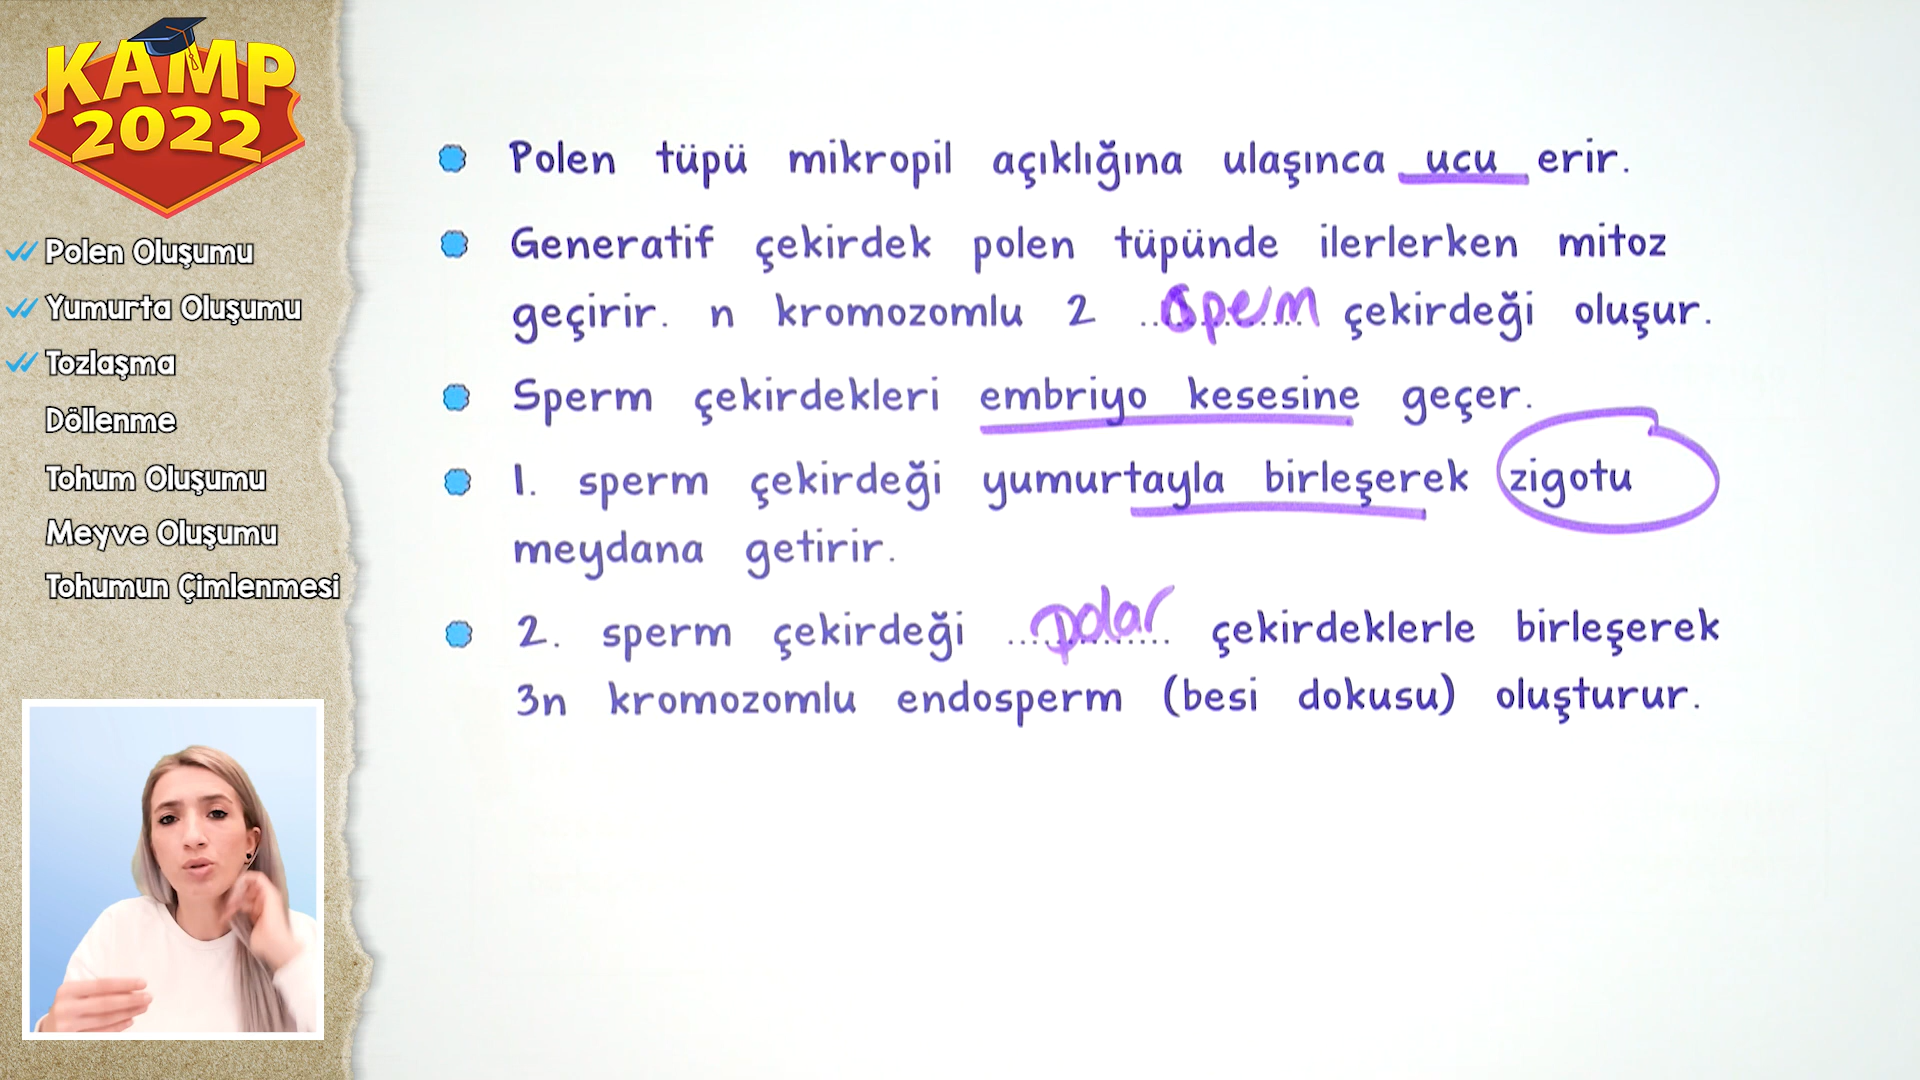 KAMP
2022
Polen Oluşumu
Yumurta Oluşumu
Tozlaşma
Döllenme
Tohum Oluşumu
Meyve Oluşumu
Tohumun Çimlenmesi
Polen tüpü mikropil açıklığına ulaşınca ucu erir.
Generatif çekirdek polen tüpünde ilerlerken mitoz
geçirir. n kromozomlu 2 sperm çekirdeği oluşur.
Sperm çekirdekleri embriyo kesesine geçer.
1. sperm çekirdeği yumurtayla birleşerek zigotu
meydana getirir.
2. sperm çekirdeği polar çekirdeklerle birleşerek
3n kromozomlu endosperm (besi dokusu) oluşturur.